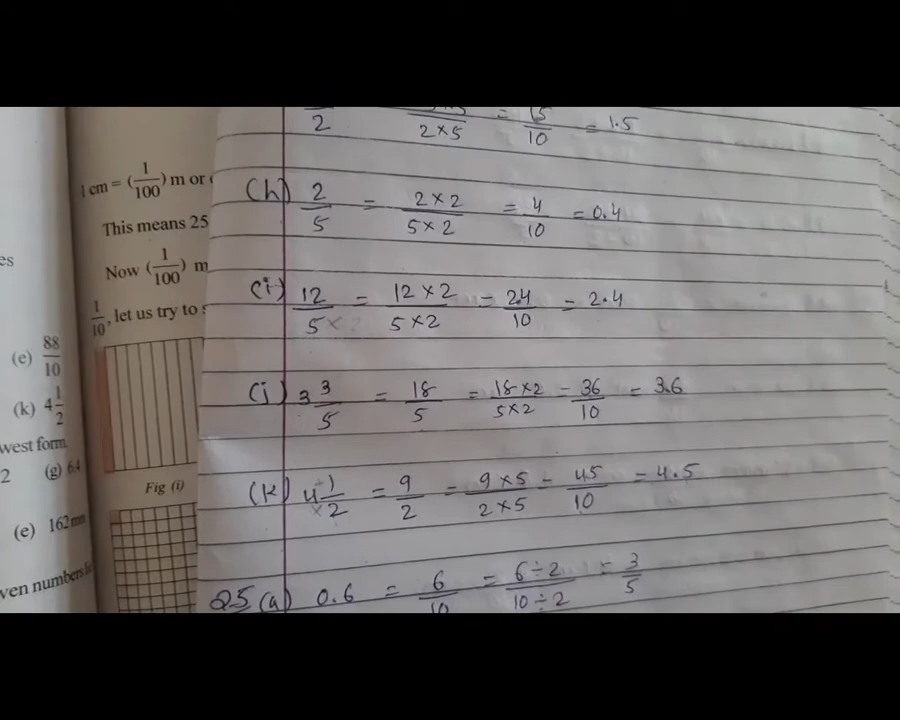 es
(e) 88/10
(k) 4 1/2
west form.
2 (g) 6.4
(e) 162 mm
ven numbers
1 cm = (1/100) m or
This means 25
Now (1/100) m
1/10, let us try to s
Fig (i)
/2 = /2×5 = 15/10 = 1.5
(h) 2/5 = 2×2/5×2 = 4/10 = 0.4
(i) 12/5 = 12×2/5×2 = 24/10 = 2.4
(j) 3 3/5 = 18/5 = 18×2/5×2 = 36/10 = 3.6
(k) 4 1/2 = 9/2 = 9×5/2×5 = 45/10 = 4.5
Q5 (a) 0.6 = 6/10 = 6÷2/10÷2 = 3/5